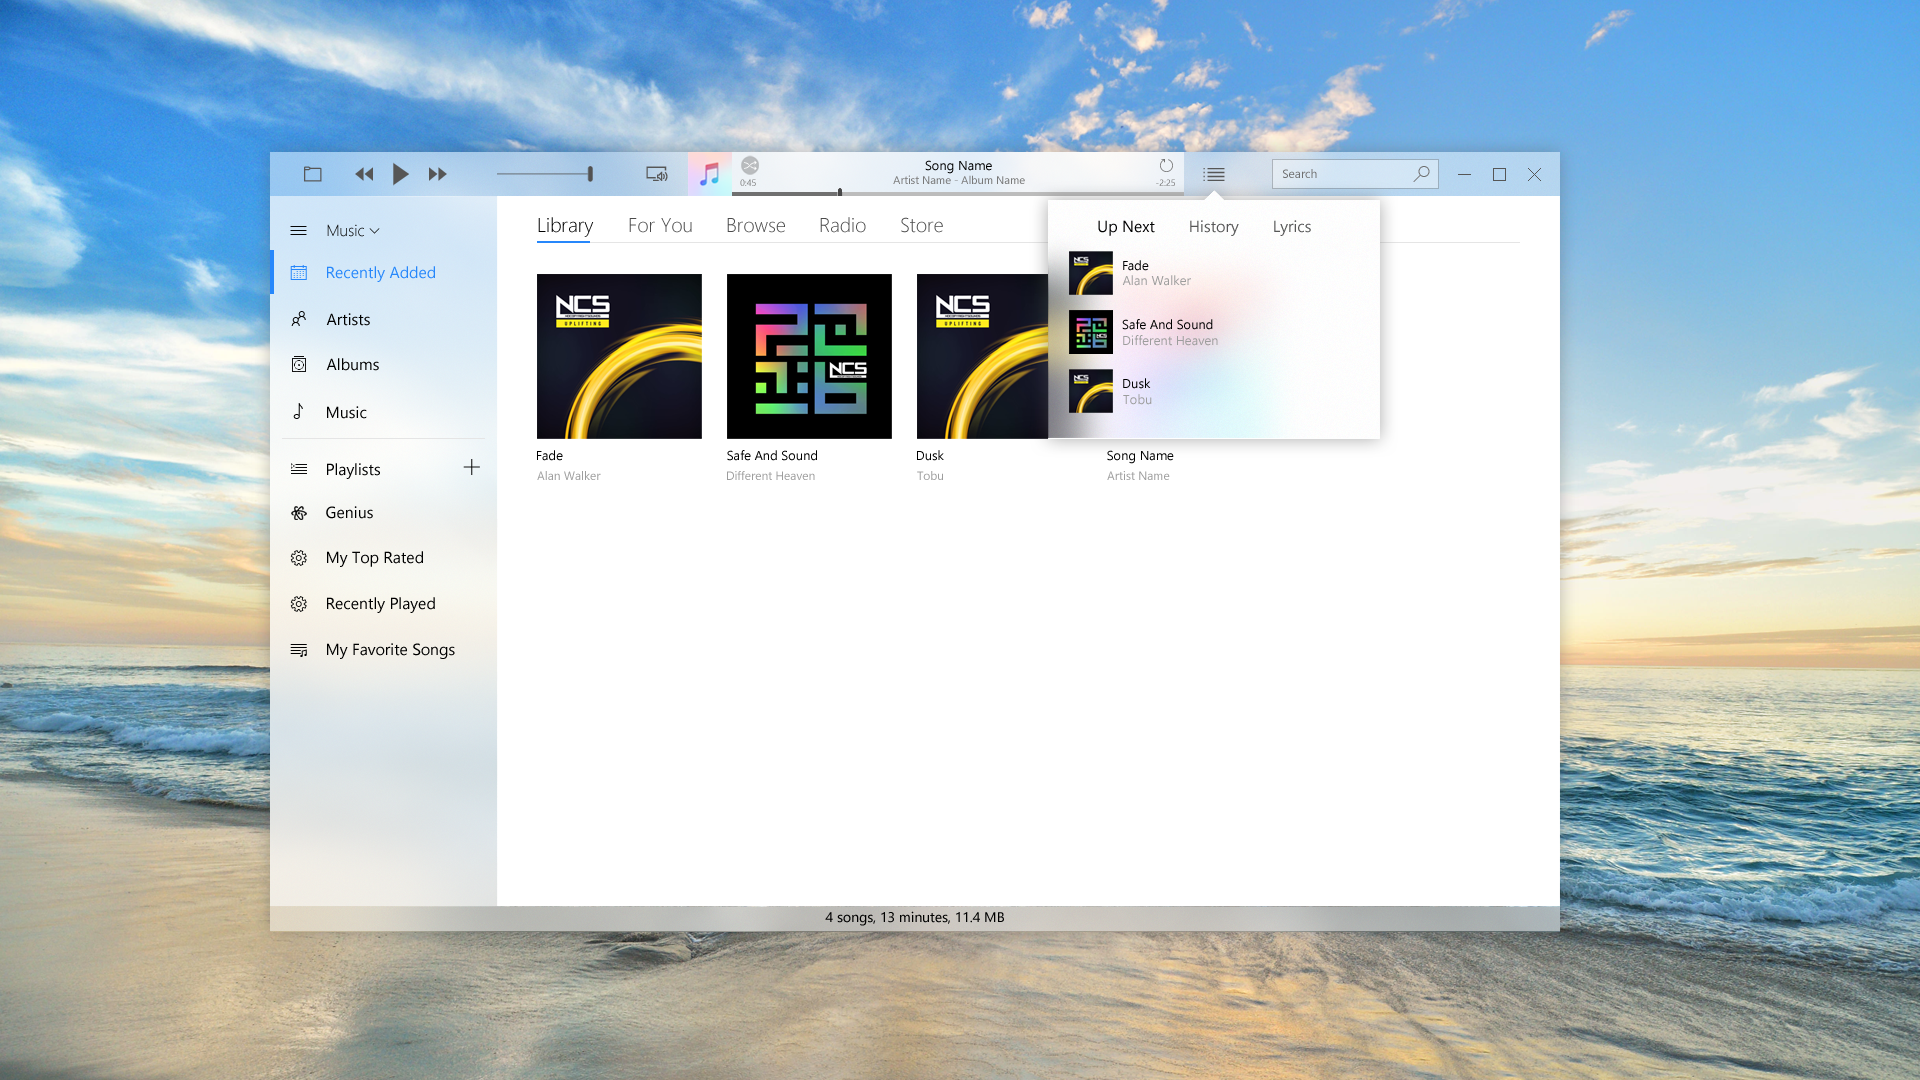 0:45
Song Name
Artist Name - Album Name
-2:25
Search
Music
Recently Added
Artists
Albums
Music
Playlists
Genius
My Top Rated
Recently Played
My Favorite Songs
Library For You Browse Radio Store
NCS
UPLIFTING
Fade
Alan Walker
NCS
Safe And Sound
Different Heaven
NCS
UPLIFTING
Dusk
Tobu
Song Name
Artist Name
Up Next History Lyrics
NCS
Fade
Alan Walker
NCS
Safe And Sound
Different Heaven
NCS
Dusk
Tobu
4 songs, 13 minutes, 11.4 MB